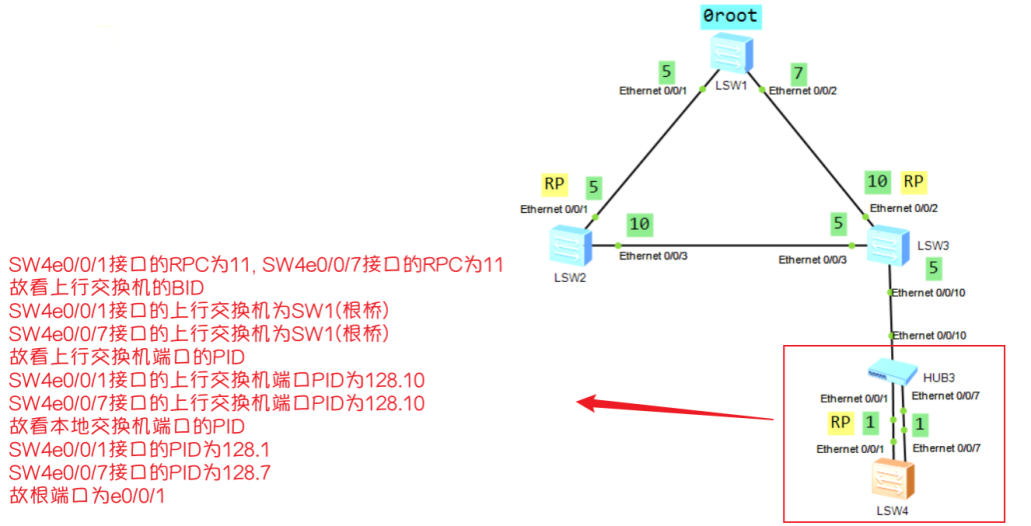 0root
5
7
Ethernet 0/0/1
LSW1
Ethernet 0/0/2
RP
5
10
RP
Ethernet 0/0/1
Ethernet 0/0/2
10
5
LSW3
Ethernet 0/0/3
Ethernet 0/0/3
LSW2
5
Ethernet 0/0/10
Ethernet 0/0/10
HUB3
Ethernet 0/0/1
Ethernet 0/0/7
RP
1
1
Ethernet 0/0/1
Ethernet 0/0/7
LSW4
SW4e0/0/1接口的RPC为11, SW4e0/0/7接口的RPC为11
故看上行交换机的BID
SW4e0/0/1接口的上行交换机为SW1(根桥)
SW4e0/0/7接口的上行交换机为SW1(根桥)
故看上行交换机端口的PID
SW4e0/0/1接口的上行交换机端口PID为128.10
SW4e0/0/7接口的上行交换机端口PID为128.10
故看本地交换机端口的PID
SW4e0/0/1接口的PID为128.1
SW4e0/0/7接口的PID为128.7
故根端口为e0/0/1